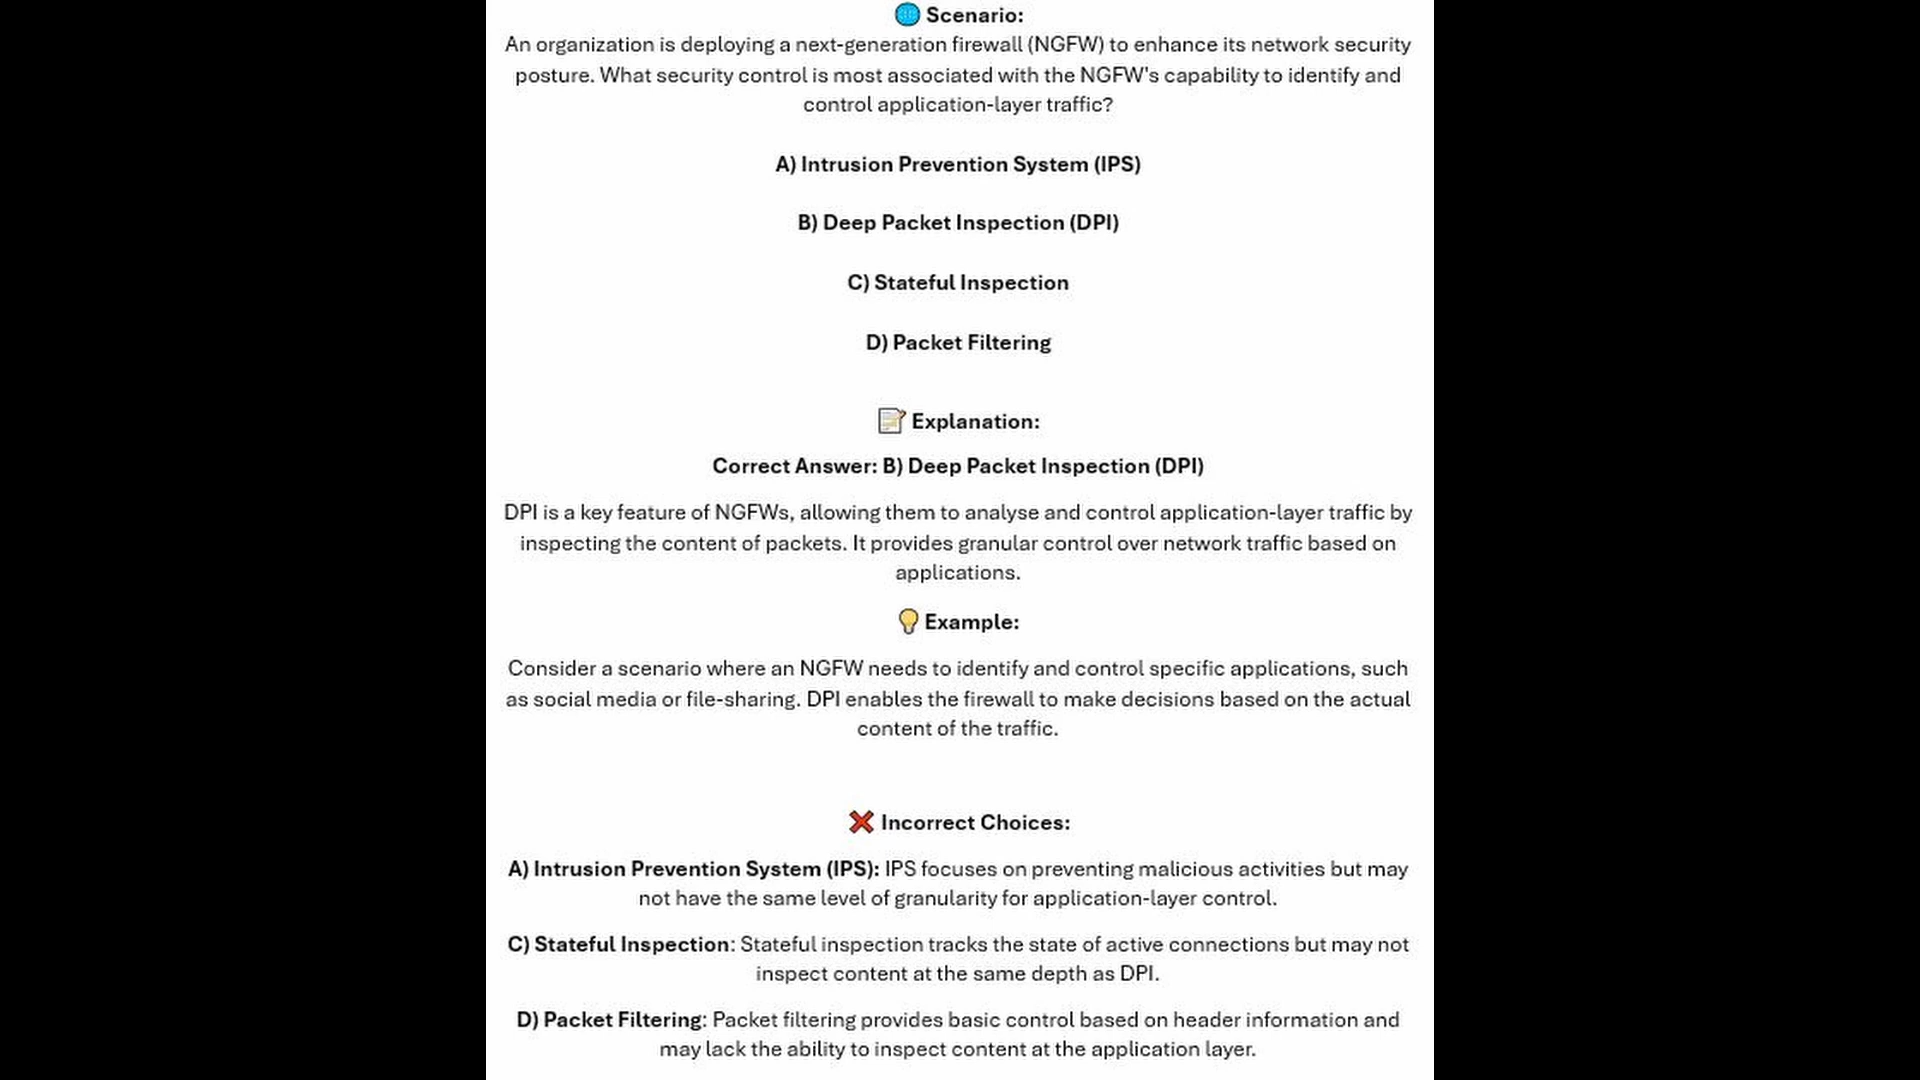 🌐 Scenario:
An organization is deploying a next-generation firewall (NGFW) to enhance its network security
posture. What security control is most associated with the NGFW's capability to identify and
control application-layer traffic?
A) Intrusion Prevention System (IPS)
B) Deep Packet Inspection (DPI)
C) Stateful Inspection
D) Packet Filtering
📝 Explanation:
Correct Answer: B) Deep Packet Inspection (DPI)
DPI is a key feature of NGFWs, allowing them to analyse and control application-layer traffic by
inspecting the content of packets. It provides granular control over network traffic based on
applications.
💡 Example:
Consider a scenario where an NGFW needs to identify and control specific applications, such
as social media or file-sharing. DPI enables the firewall to make decisions based on the actual
content of the traffic.
❌ Incorrect Choices:
A) Intrusion Prevention System (IPS): IPS focuses on preventing malicious activities but may
not have the same level of granularity for application-layer control.
C) Stateful Inspection: Stateful inspection tracks the state of active connections but may not
inspect content at the same depth as DPI.
D) Packet Filtering: Packet filtering provides basic control based on header information and
may lack the ability to inspect content at the application layer.